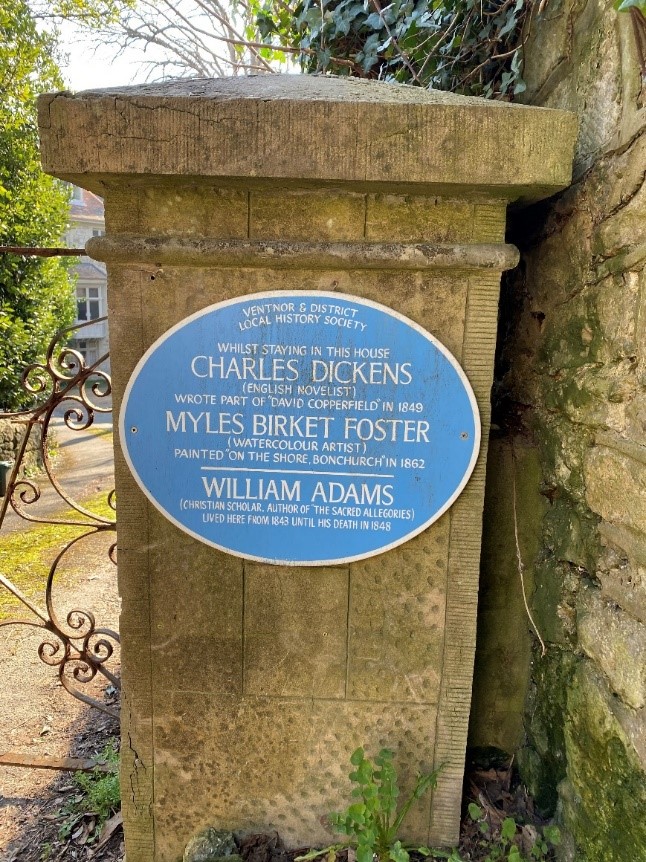 VENTNOR & DISTRICT
LOCAL HISTORY SOCIETY
WHILST STAYING IN THIS HOUSE
CHARLES DICKENS
(ENGLISH NOVELIST)
WROTE PART OF "DAVID COPPERFIELD" IN 1849
MYLES BIRKET FOSTER
(WATERCOLOUR ARTIST)
PAINTED "ON THE SHORE, BONCHURCH" IN 1862
WILLIAM ADAMS
(CHRISTIAN SCHOLAR, AUTHOR OF "THE SACRED ALLEGORIES)
LIVED HERE FROM 1843 UNTIL HIS DEATH IN 1848